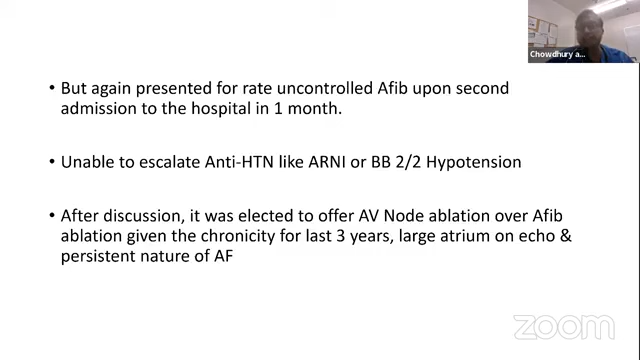 Chowdhury a...
• But again presented for rate uncontrolled Afib upon second
admission to the hospital in 1 month.
• Unable to escalate Anti-HTN like ARNI or BB 2/2 Hypotension
• After discussion, it was elected to offer AV Node ablation over Afib
ablation given the chronicity for last 3 years, large atrium on echo &
persistent nature of AF
zoom